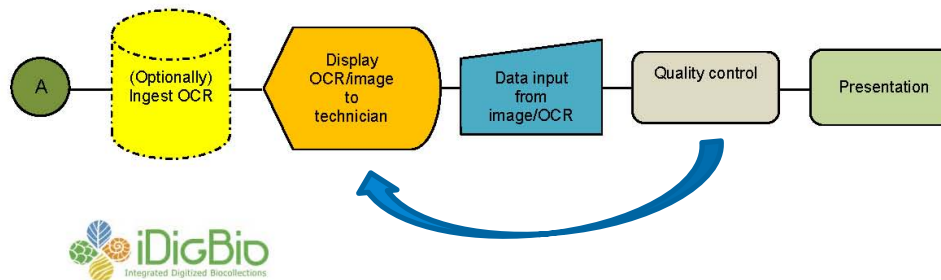 A
(Optionally)
Ingest OCR
Display
OCR/image
to
technician
Data input
from
image/OCR
Quality control
Presentation
iDigBio
Integrated Digitized Biocollections